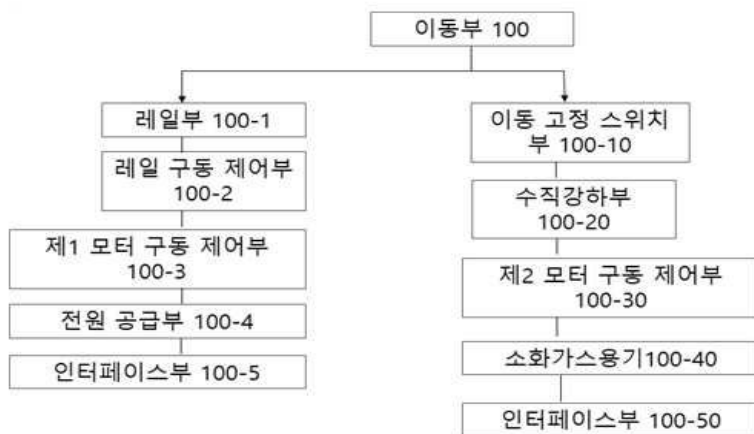 이동부 100
레일부 100-1
레일 구동 제어부
100-2
제1 모터 구동 제어부
100-3
전원 공급부 100-4
인터페이스부 100-5
이동 고정 스위치
부 100-10
수직강하부
100-20
제2 모터 구동 제어부
100-30
소화가스용기100-40
인터페이스부 100-50